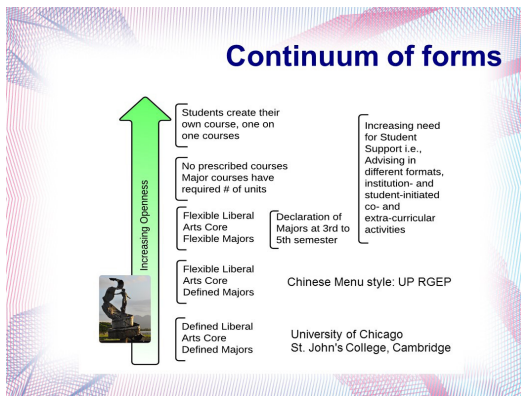 Continuum of forms
Students create their
own course, one on
one courses
No prescribed courses
Major courses have
required # of units
Flexible Liberal
Arts Core
Flexible Majors
Declaration of
Majors at 3rd to
5th semester
Increasing need
for Student
Support i.e.,
Advising in
different formats,
institution- and
student-initiated
co- and
extra-curricular
activities
Increasing Openness
Flexible Liberal
Arts Core
Defined Majors
Chinese Menu style: UP RGEP
Defined Liberal
Arts Core
Defined Majors
University of Chicago
St. John's College, Cambridge